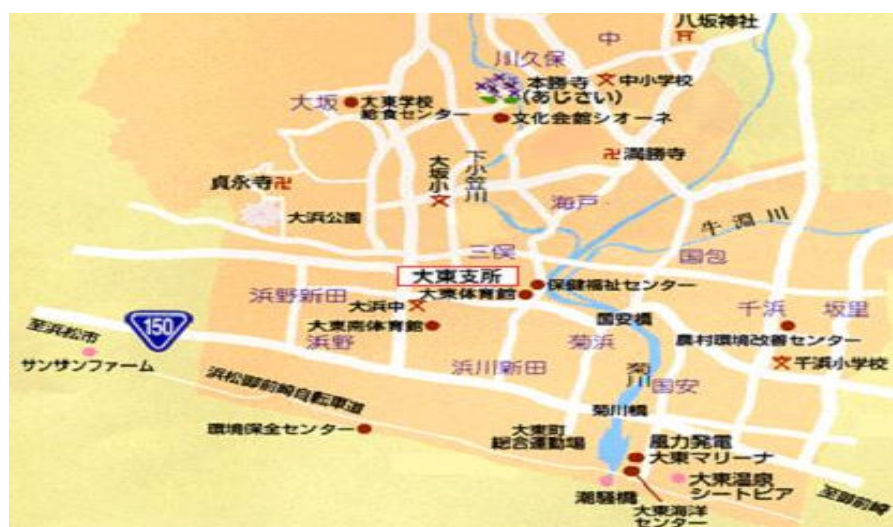 八坂神社
中
川久保
本勝寺
(あじさい)
中小学校
大坂
大東学校
給食センター
文化会館シオーネ
満勝寺
大坂小
下小笠川
貞永寺
大浜公園
海戸
牛淵川
三俣
国包
大東支所
保健福祉センター
大東体育館
浜野新田
大浜中
千浜
坂里
国安橋
150
至浜松市
大東南体育館
農村環境改善センター
浜野
菊浜
サンサンファーム
浜川新田
千浜小学校
菊川
国安
浜松御前崎自転車道
菊川橋
環境保全センター
大東町
総合運動場
風力発電
大東マリーナ
大東温泉
シートピア
潮騒橋
大東海洋
センター
至御前崎